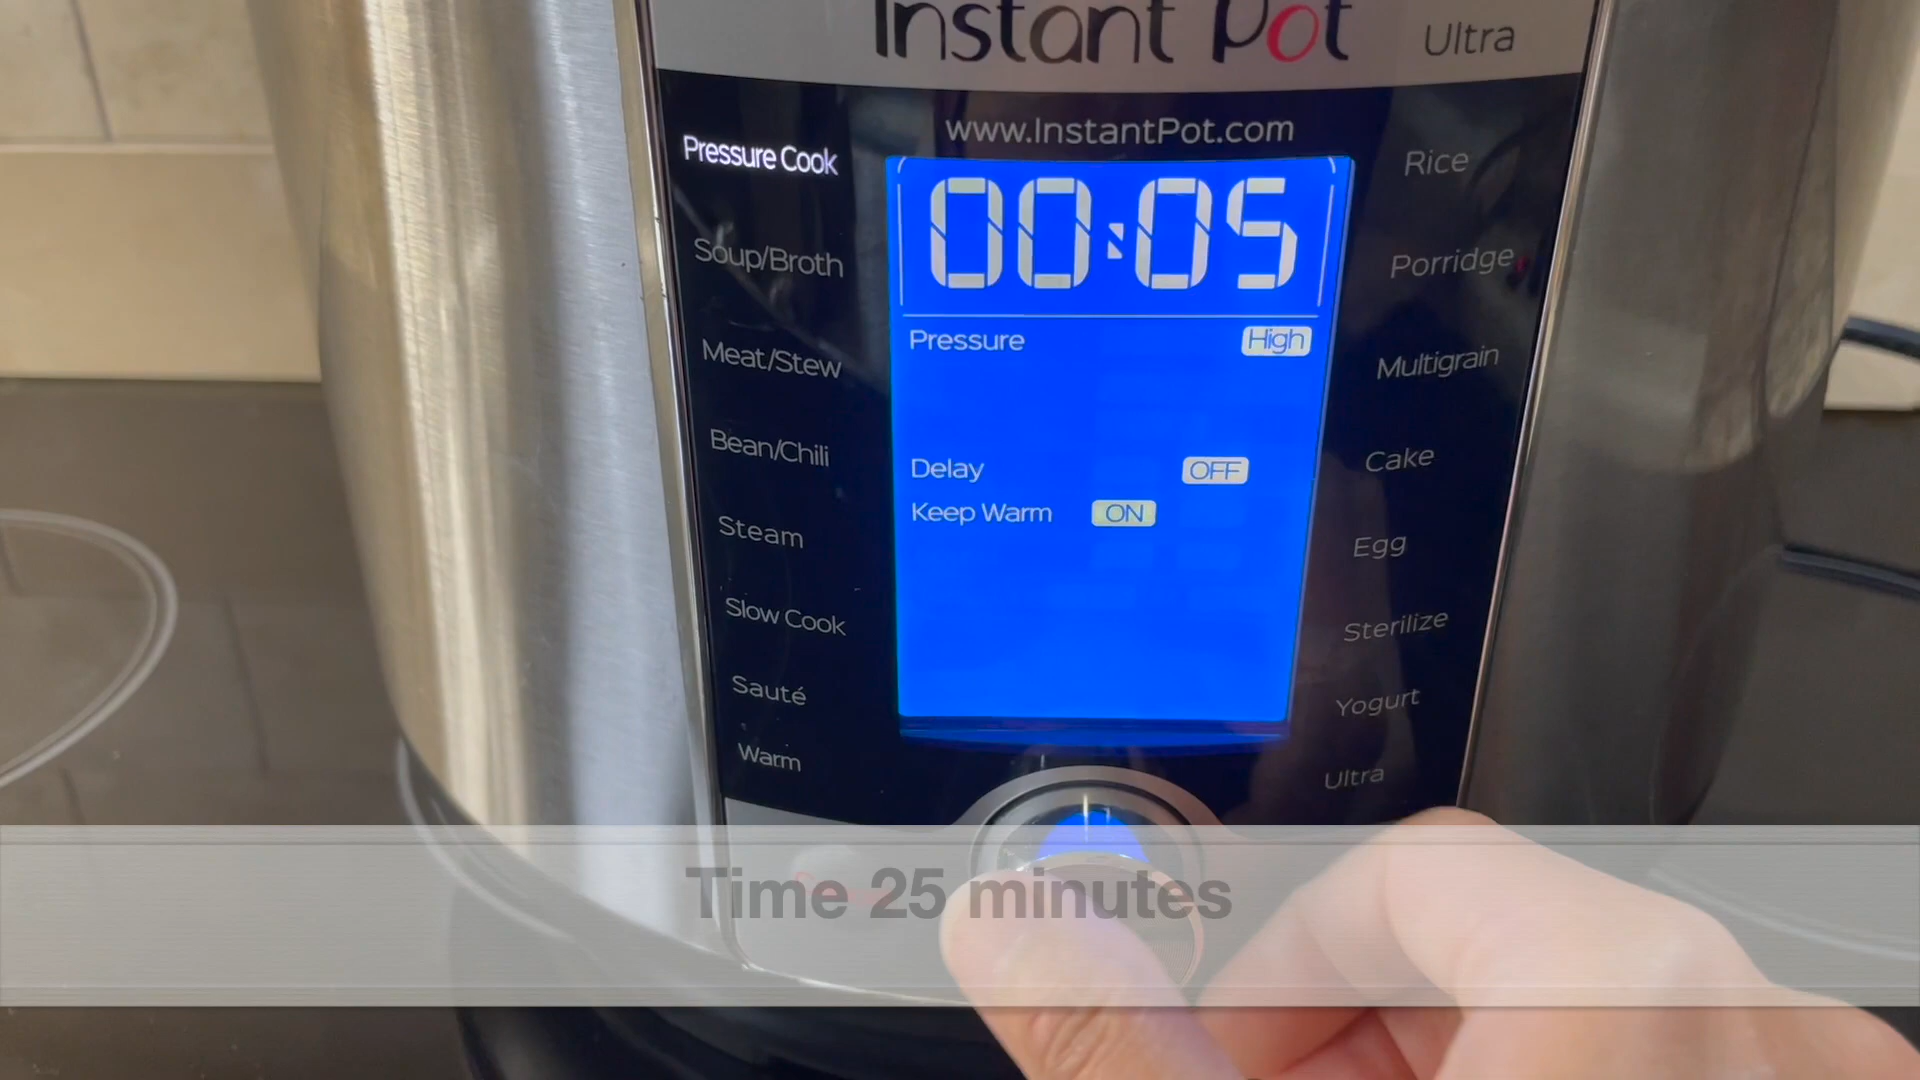 Instant Pot Ultra
www.InstantPot.com
Pressure Cook
Soup/Broth
Meat/Stew
Bean/Chili
Steam
Slow Cook
Sauté
Warm
00:05
Pressure High
Delay OFF
Keep Warm ON
Rice
Porridge
Multigrain
Cake
Egg
Sterilize
Yogurt
Ultra
Time 25 minutes